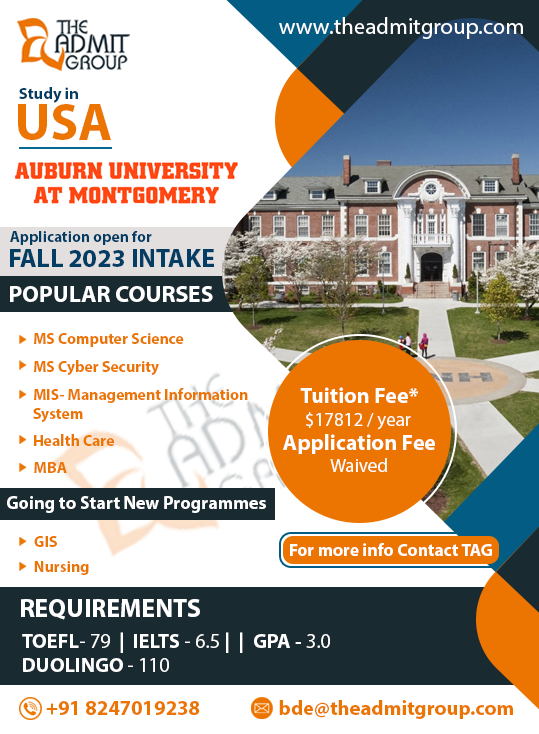 THE
ADMIT
GROUP
www.theadmitgroup.com
Study in
USA
AUBURN UNIVERSITY
AT MONTGOMERY
Application open for
FALL 2023 INTAKE
POPULAR COURSES
MS Computer Science
MS Cyber Security
MIS- Management Information
System
Health Care
MBA
THE
ADMIT
GROUP
Tuition Fee*
$17812 / year
Application Fee
Waived
Going to Start New Programmes
GIS
Nursing
For more info Contact TAG
REQUIREMENTS
TOEFL- 79 | IELTS - 6.5 | | GPA - 3.0
DUOLINGO - 110
+91 8247019238
bde@theadmitgroup.com